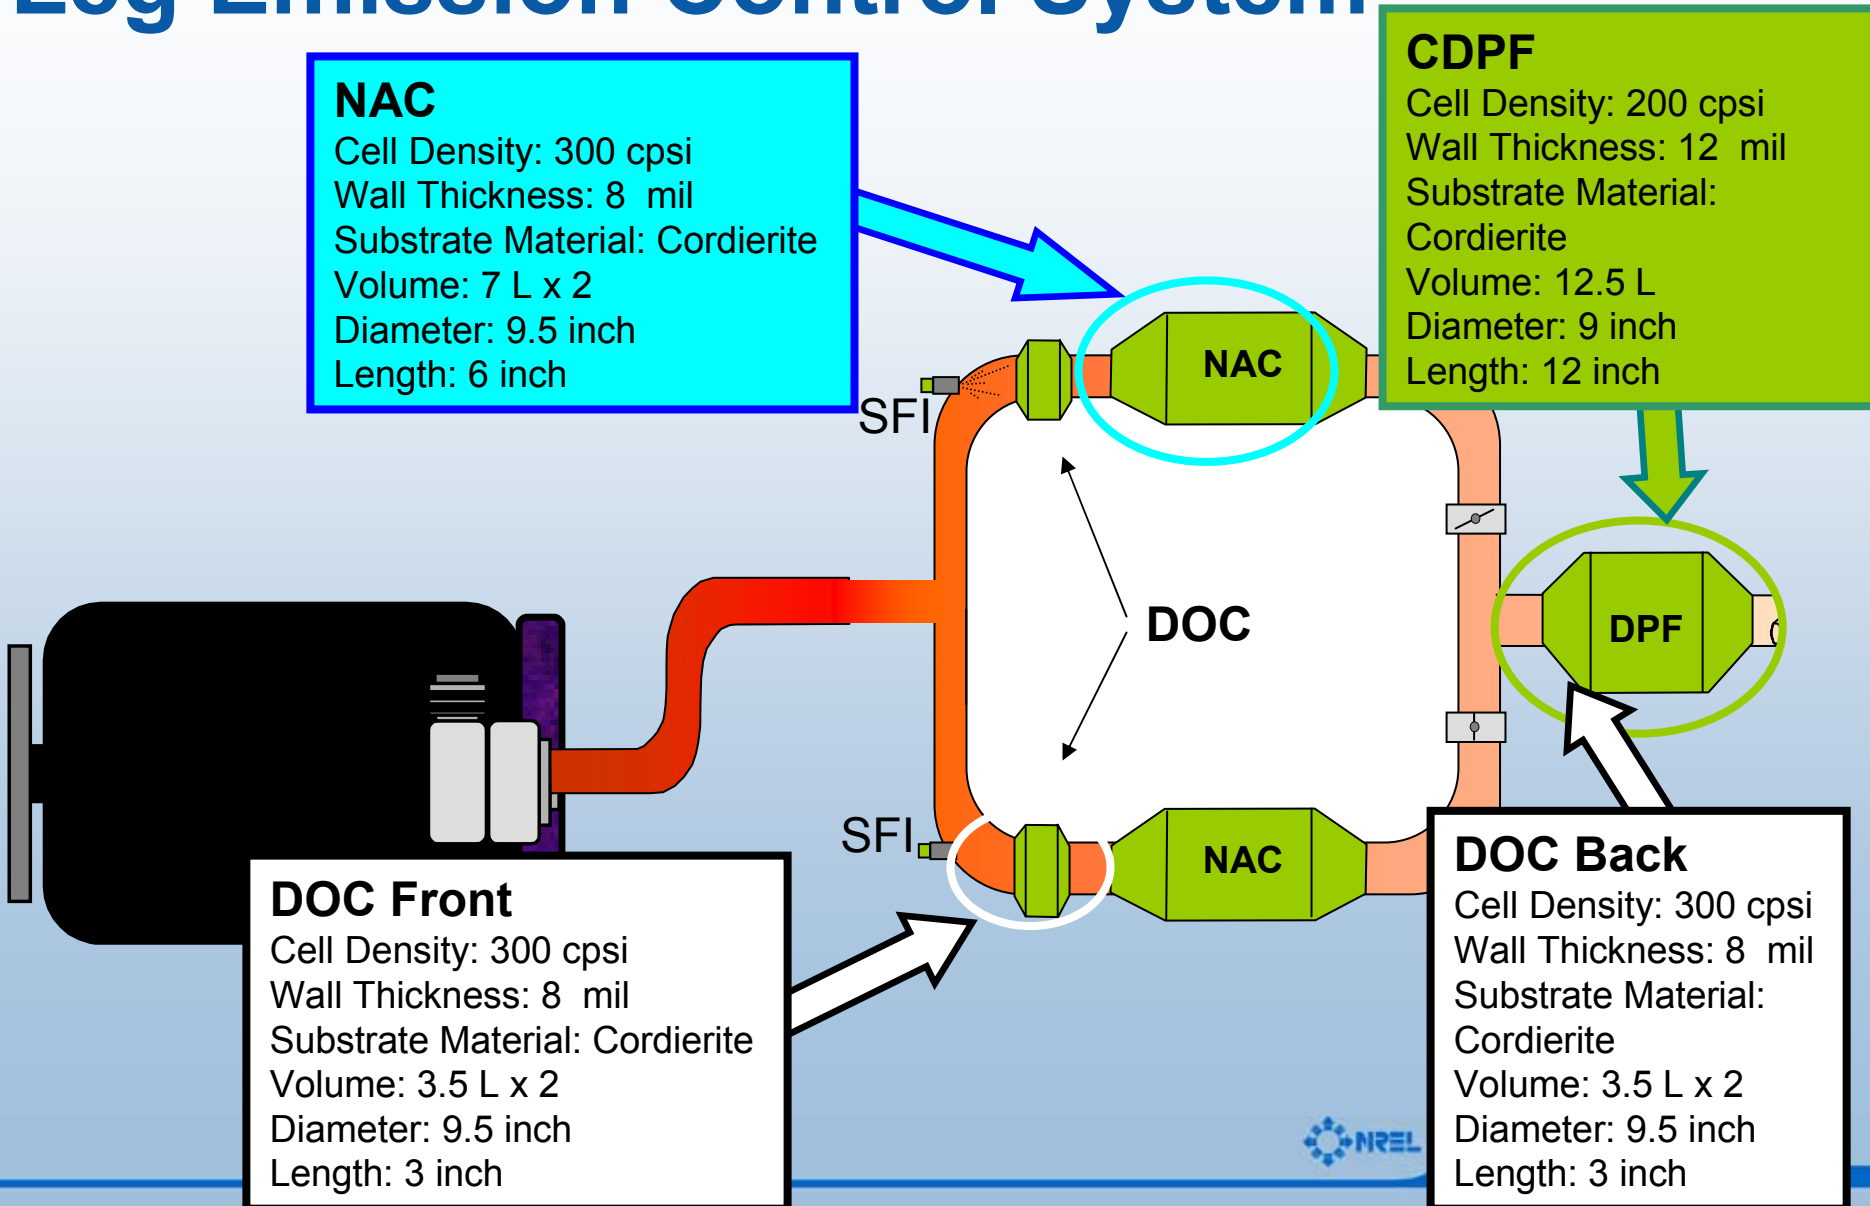 Leg Emission Control System
NAC
Cell Density: 300 cpsi
Wall Thickness: 8 mil
Substrate Material: Cordierite
Volume: 7 L x 2
Diameter: 9.5 inch
Length: 6 inch
CDPF
Cell Density: 200 cpsi
Wall Thickness: 12 mil
Substrate Material:
Cordierite
Volume: 12.5 L
Diameter: 9 inch
Length: 12 inch
SFI
NAC
DOC
DPF
SFI
NAC
DOC Front
Cell Density: 300 cpsi
Wall Thickness: 8 mil
Substrate Material: Cordierite
Volume: 3.5 L x 2
Diameter: 9.5 inch
Length: 3 inch
DOC Back
Cell Density: 300 cpsi
Wall Thickness: 8 mil
Substrate Material:
Cordierite
Volume: 3.5 L x 2
Diameter: 9.5 inch
Length: 3 inch
NREL